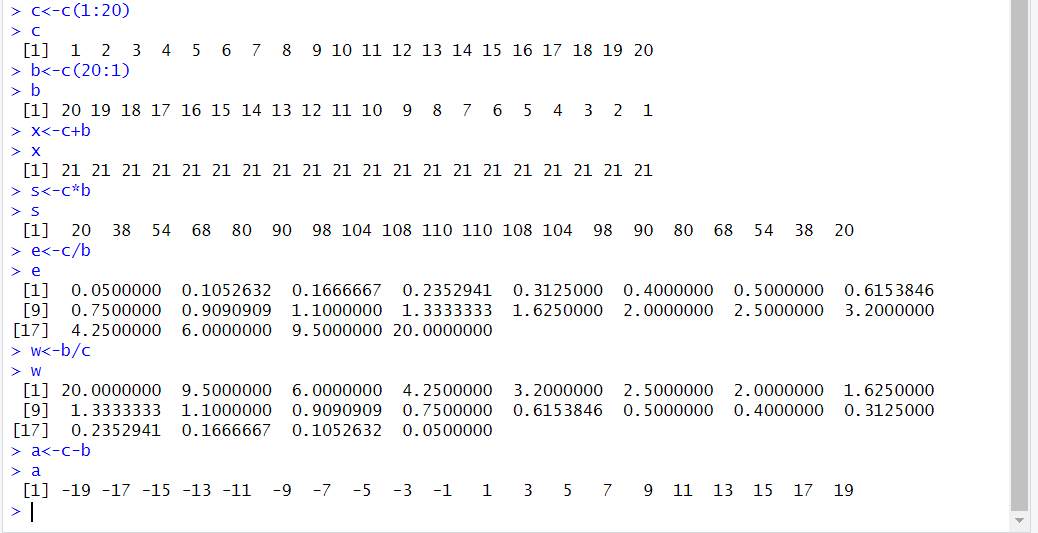 > c<-c(1:20)
> c
 [1]  1  2  3  4  5  6  7  8  9 10 11 12 13 14 15 16 17 18 19 20
> b<-c(20:1)
> b
 [1] 20 19 18 17 16 15 14 13 12 11 10  9  8  7  6  5  4  3  2  1
> x<-c+b
> x
 [1] 21 21 21 21 21 21 21 21 21 21 21 21 21 21 21 21 21 21 21 21
> s<-c*b
> s
 [1]  20  38  54  68  80  90  98 104 108 110 110 108 104  98  90  80  68  54  38  20
> e<-c/b
> e
 [1]  0.0500000  0.1052632  0.1666667  0.2352941  0.3125000  0.4000000  0.5000000  0.6153846
 [9]  0.7500000  0.9090909  1.1000000  1.3333333  1.6250000  2.0000000  2.5000000  3.2000000
[17]  4.2500000  6.0000000  9.5000000 20.0000000
> w<-b/c
> w
 [1] 20.0000000  9.5000000  6.0000000  4.2500000  3.2000000  2.5000000  2.0000000  1.6250000
 [9]  1.3333333  1.1000000  0.9090909  0.7500000  0.6153846  0.5000000  0.4000000  0.3125000
[17]  0.2352941  0.1666667  0.1052632  0.0500000
> a<-c-b
> a
 [1] -19 -17 -15 -13 -11  -9  -7  -5  -3  -1   1   3   5   7   9  11  13  15  17  19
>